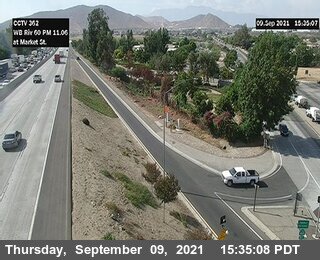 CCTV 362
WB Riv 60 PM 11.06
at Market St.
09.Sep 2021 15:35:07
Thursday, September 09, 2021 15:35:08 PDT